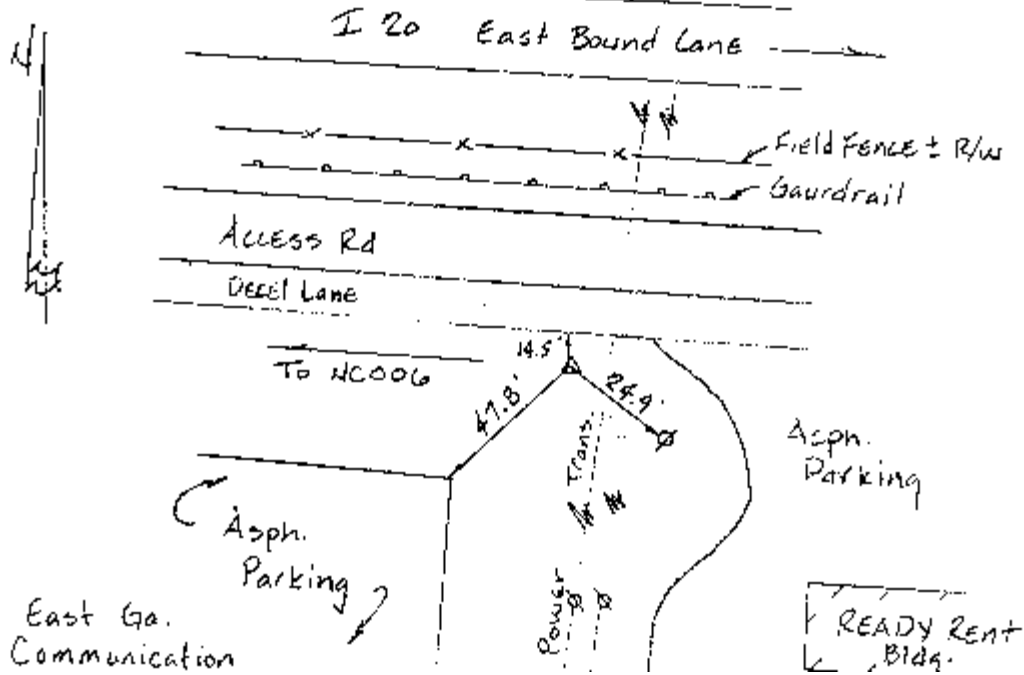 N
I 20 East Bound Lane
Field Fence ± R/W
Gaurdrail
Access Rd
Decel Lane
14.5'
To NC006
47.8'
24.9'
Trans.
Asph.
Parking
Asph.
Parking
Power
East Ga.
Communication
READY Rent
Bldg.